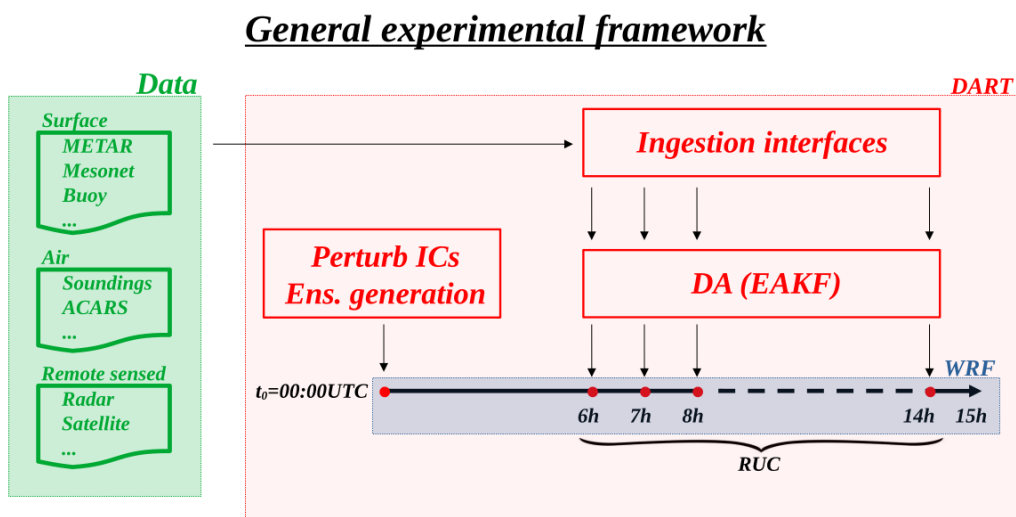 General experimental framework
Data
Surface
METAR
Mesonet
Buoy
...
Air
Soundings
ACARS
...
Remote sensed
Radar
Satellite
...
DART
Ingestion interfaces
Perturb ICs
Ens. generation
DA (EAKF)
WRF
t₀=00:00UTC
6h 7h 8h 14h 15h
RUC